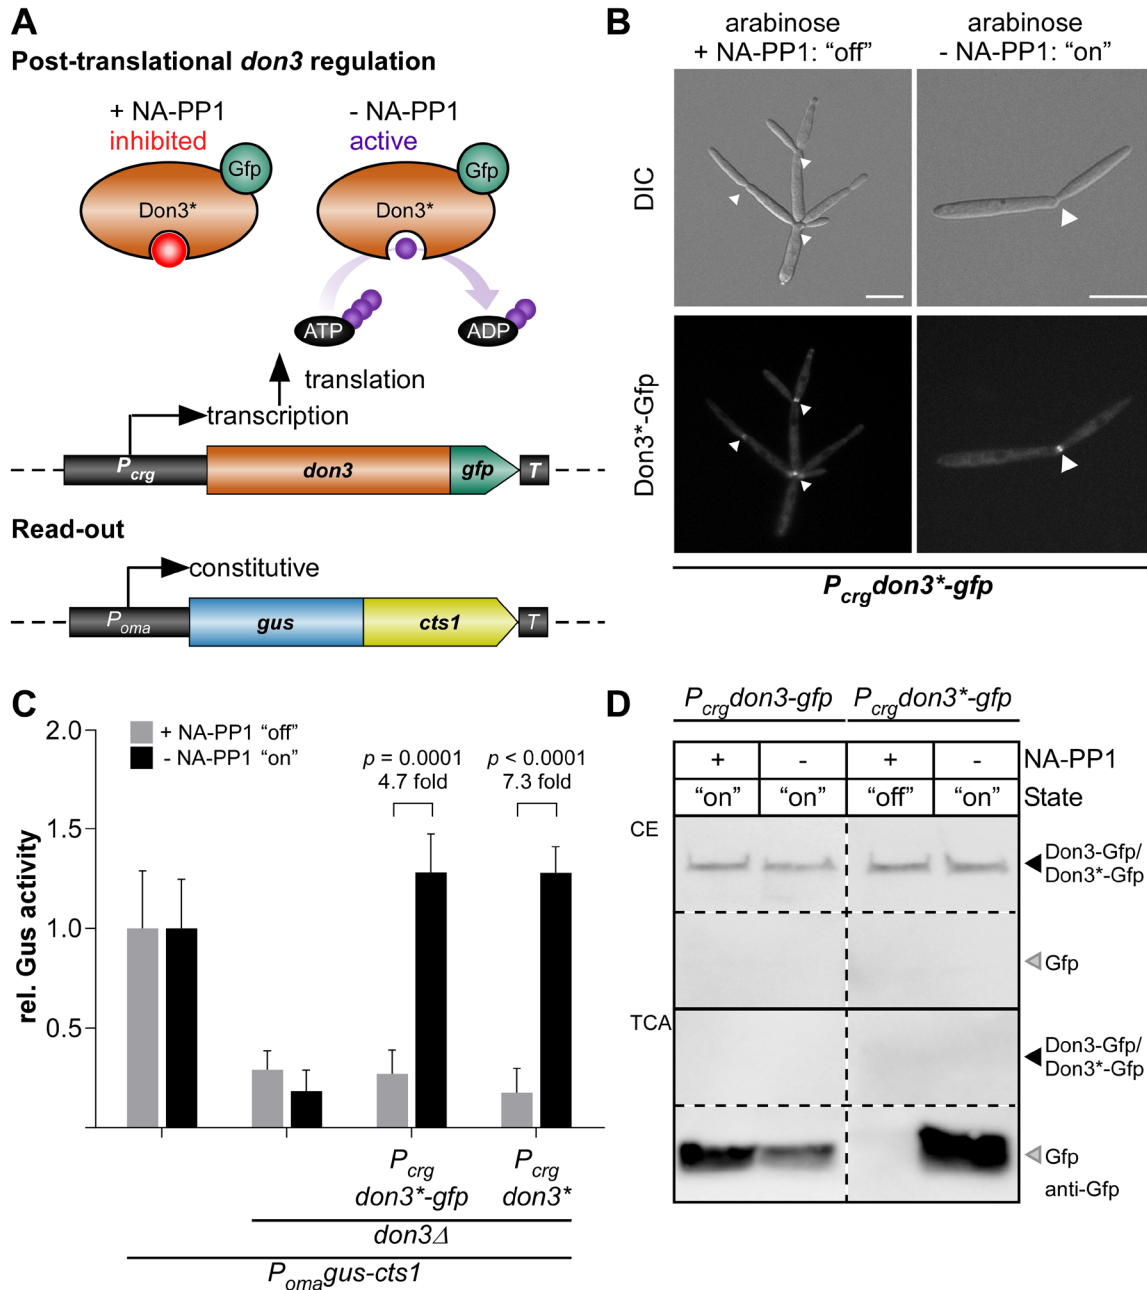 A
Post-translational don3 regulation
+ NA-PP1
inhibited
- NA-PP1
active
Gfp
Gfp
Don3*
Don3*
ATP
ADP
translation
transcription
Pcrg
don3
gfp
T
Read-out
constitutive
Poma
gus
cts1
T
B
arabinose
+ NA-PP1: “off”
arabinose
- NA-PP1: “on”
DIC
Don3*-Gfp
Pcrgdon3*-gfp
C
+ NA-PP1 “off”
- NA-PP1 “on”
p = 0.0001
4.7 fold
p < 0.0001
7.3 fold
2.0
1.5
1.0
0.5
rel. Gus activity
Pcrg
don3*-gfp
Pcrg
don3*
don3Δ
Pomagus-cts1
D
Pcrgdon3-gfp
Pcrgdon3*-gfp
+ - + - NA-PP1
“on” “on” “off” “on” State
CE
Don3-Gfp/
Don3*-Gfp
Gfp
TCA
Don3-Gfp/
Don3*-Gfp
Gfp
anti-Gfp